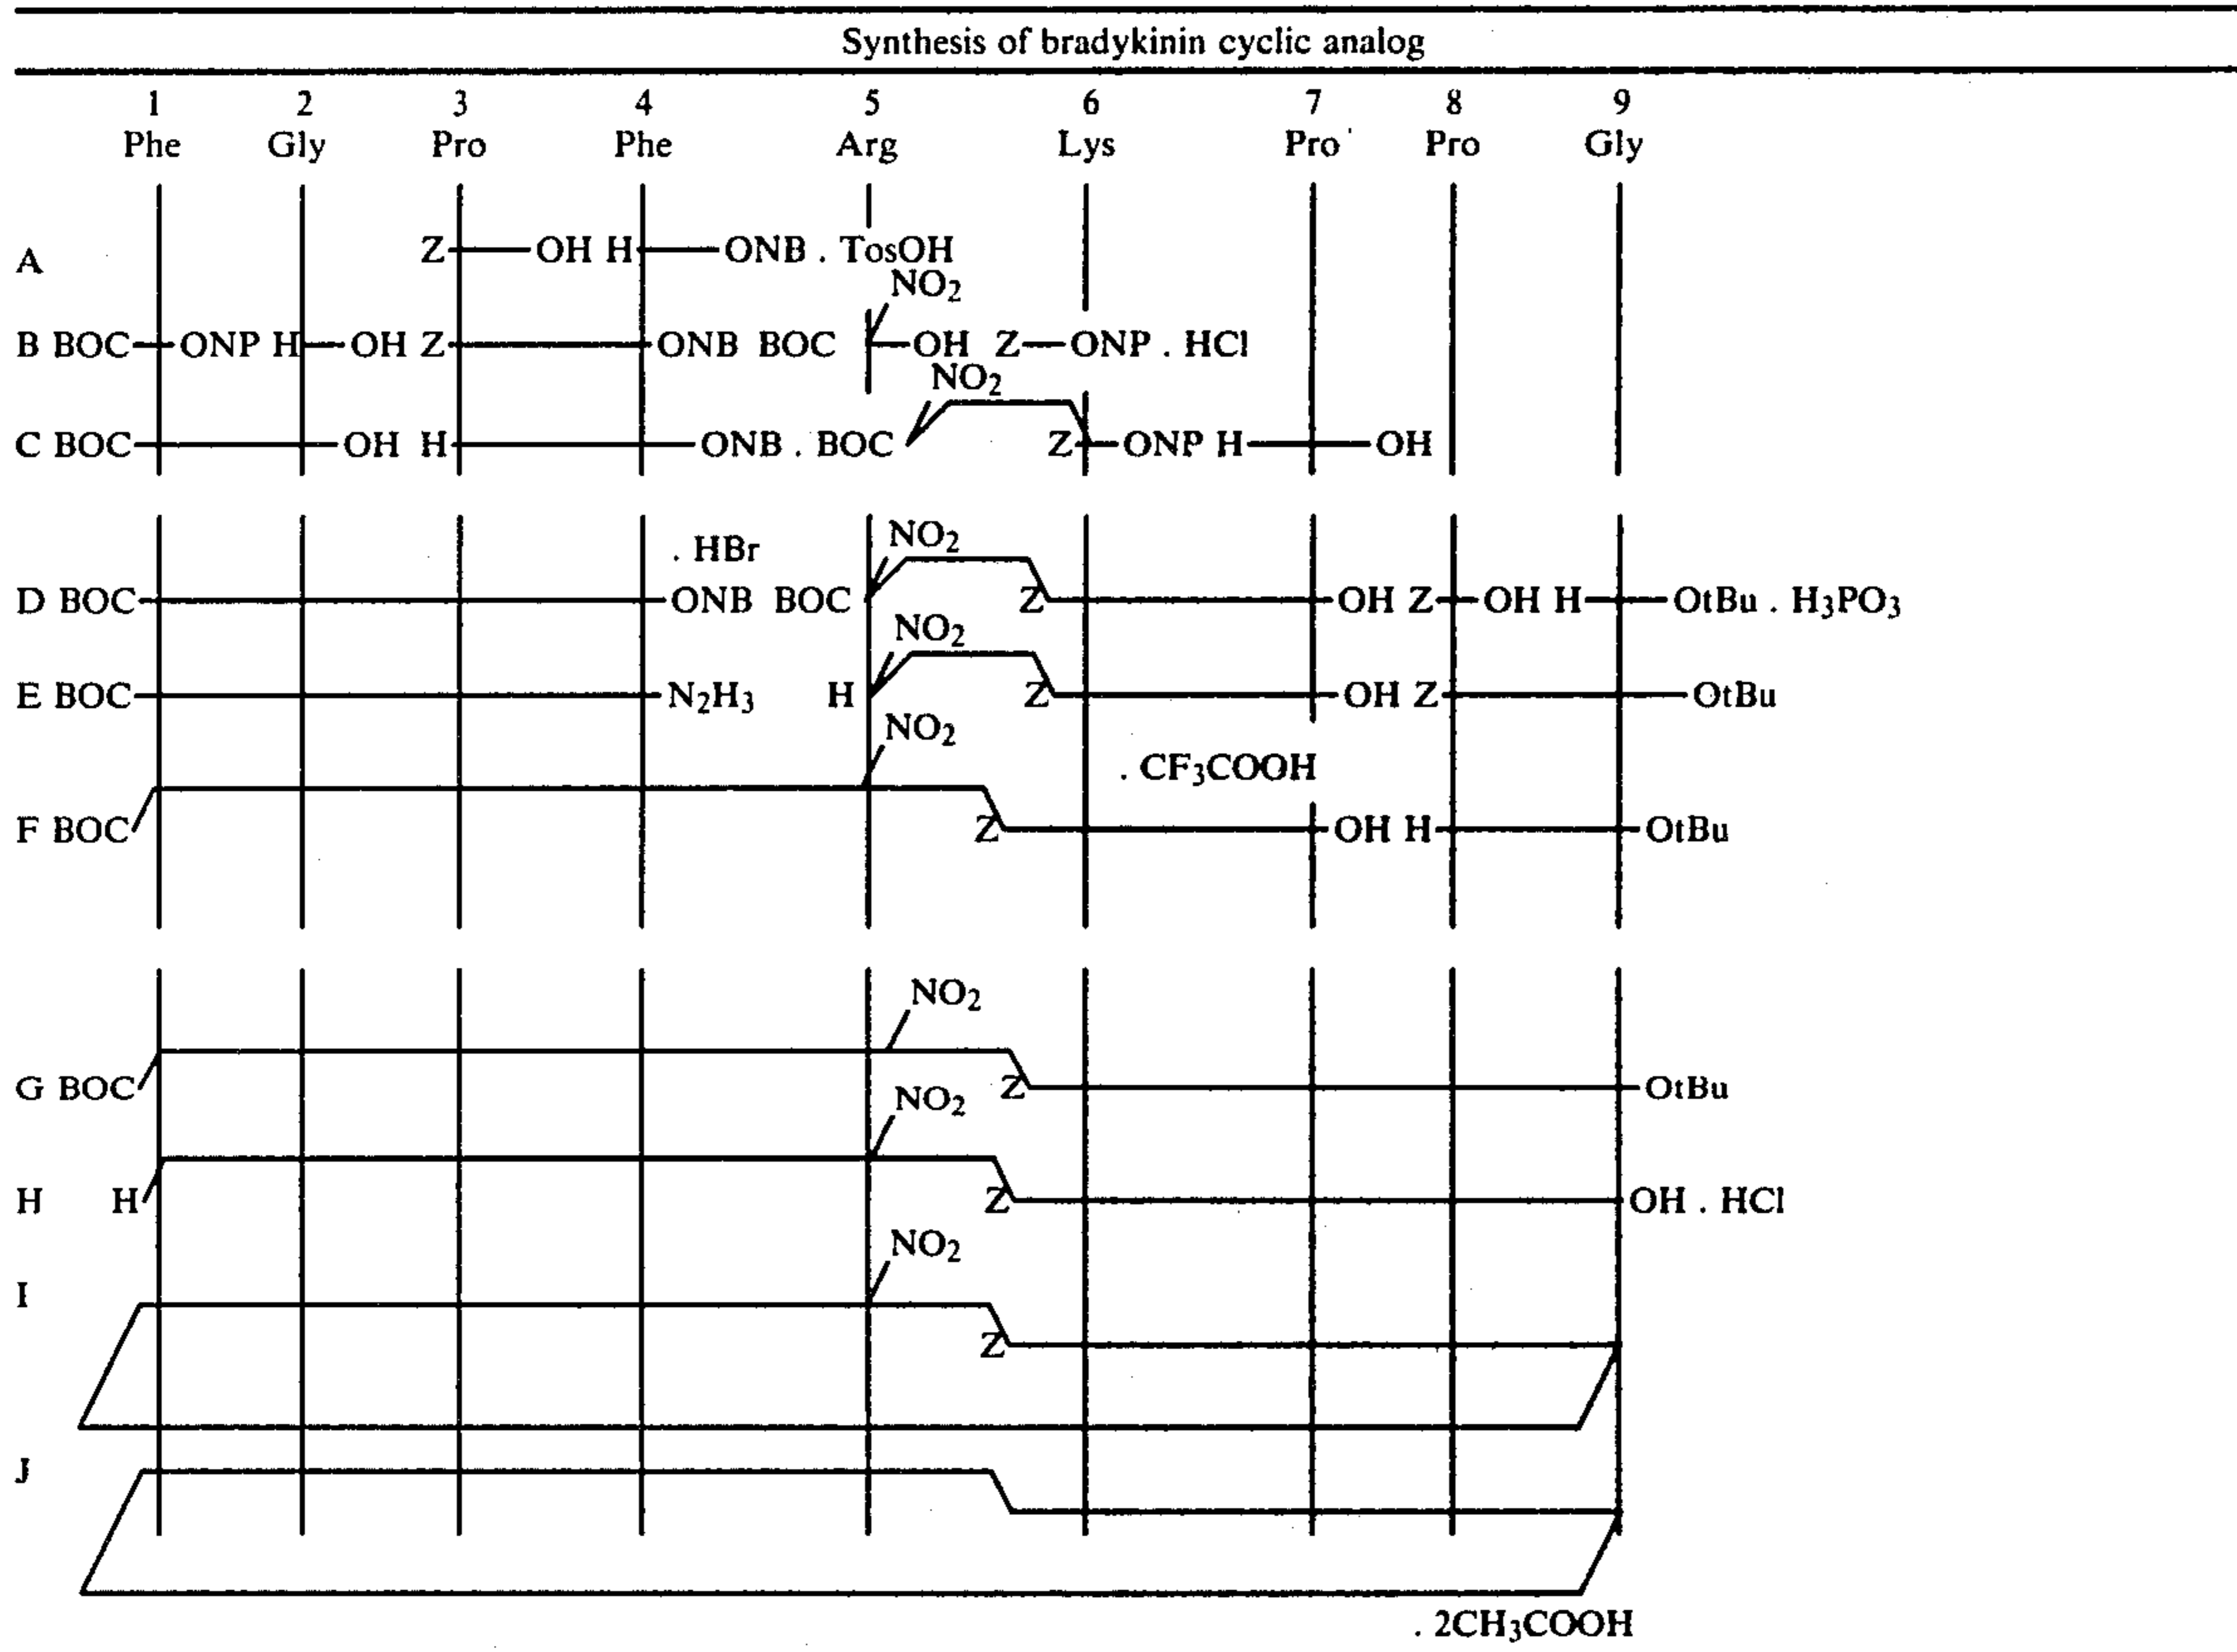 Synthesis of bradykinin cyclic analog
1 2 3 4 5 6 7 8 9
Phe Gly Pro Phe Arg Lys Pro Pro Gly
A Z OH H ONB . TosOH
NO2
B BOC ONP H OH Z ONB BOC OH Z ONP . HCl
NO2
C BOC OH H ONB . BOC Z ONP H OH
. HBr NO2
D BOC ONB BOC Z OH Z OH H OtBu . H3PO3
NO2
E BOC N2H3 H Z OH Z OtBu
NO2
. CF3COOH
F BOC Z OH H OtBu
NO2
G BOC Z OtBu
NO2
H H Z OH . HCl
NO2
I
Z
J
. 2CH3COOH